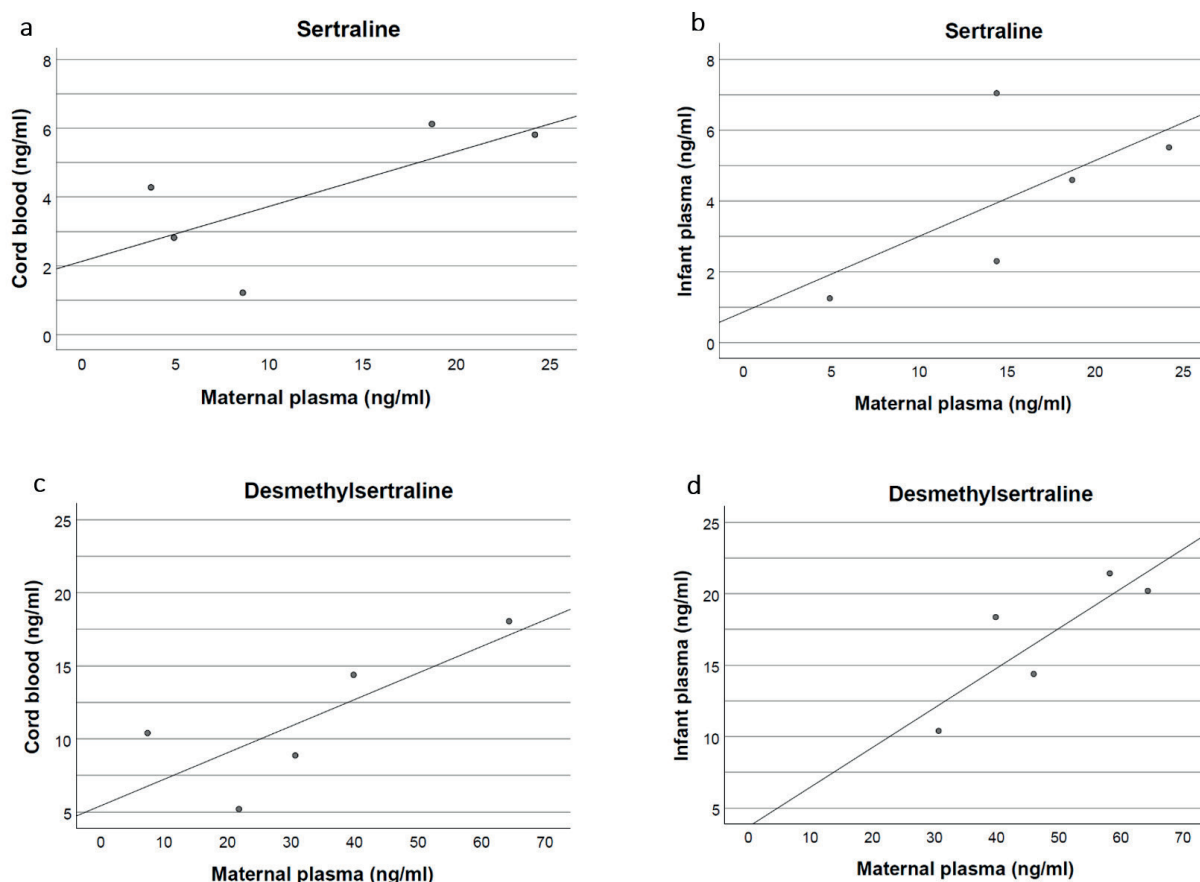 a
Sertraline
Cord blood (ng/ml)
8
6
4
2
0
0 5 10 15 20 25
Maternal plasma (ng/ml)
b
Sertraline
Infant plasma (ng/ml)
8
6
4
2
0
0 5 10 15 20 25
Maternal plasma (ng/ml)
c
Desmethylsertraline
Cord blood (ng/ml)
25
20
15
10
5
0 10 20 30 40 50 60 70
Maternal plasma (ng/ml)
d
Desmethylsertraline
Infant plasma (ng/ml)
25
20
15
10
5
0 10 20 30 40 50 60 70
Maternal plasma (ng/ml)